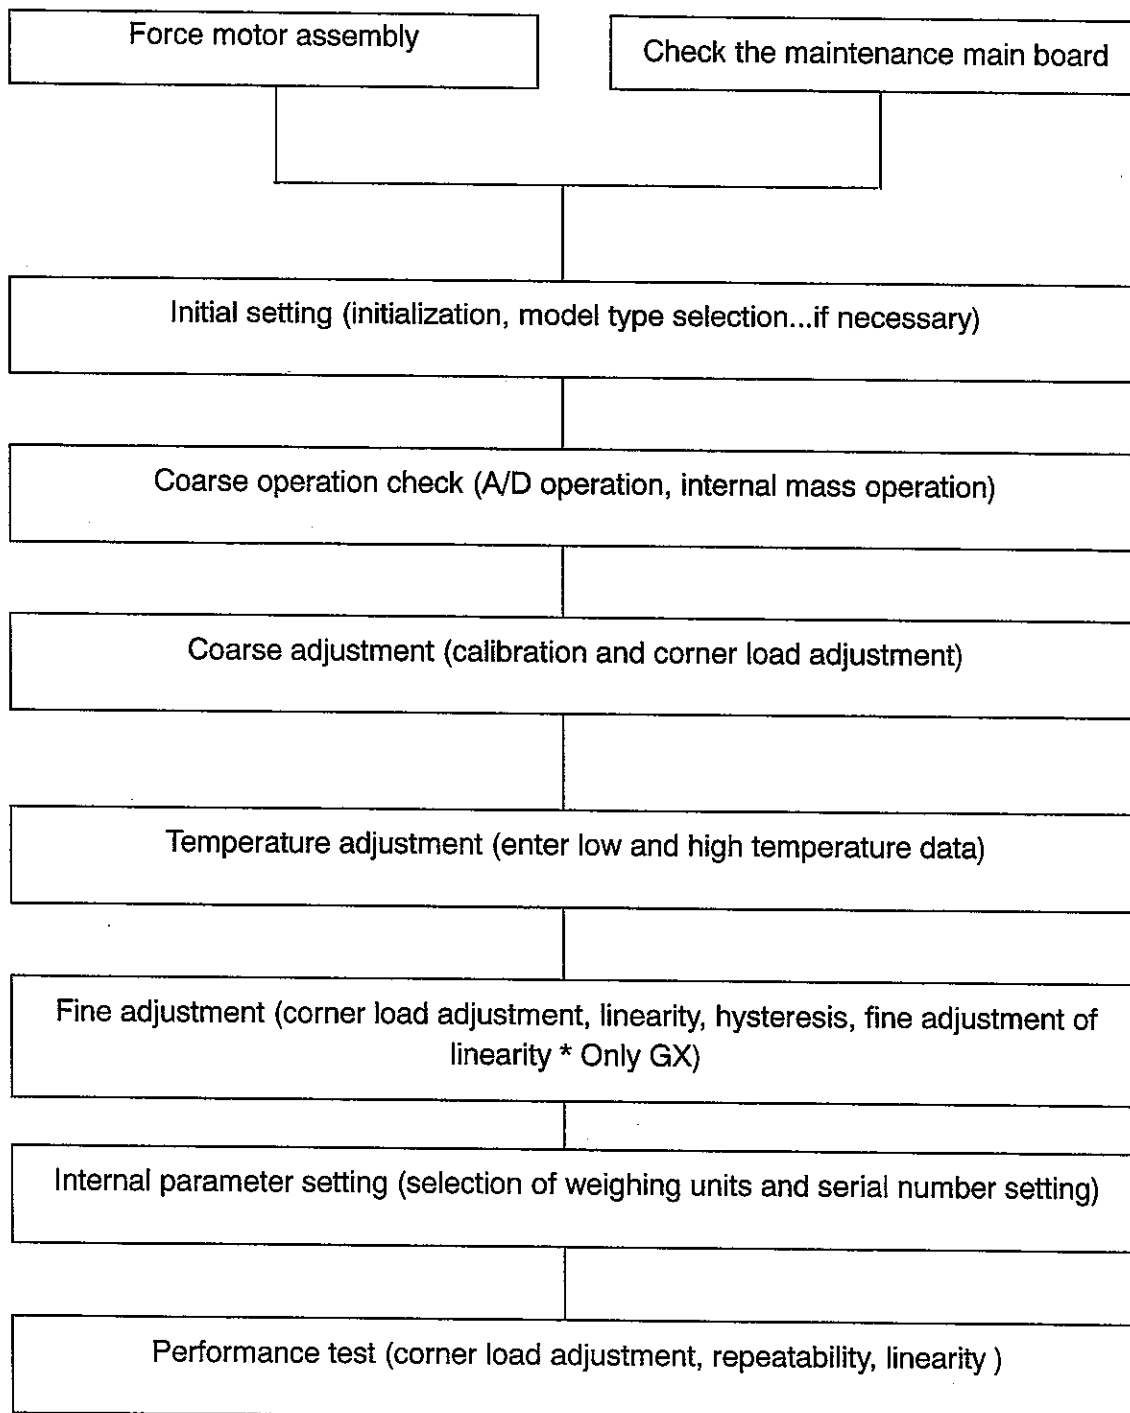 Force motor assembly
Check the maintenance main board
Initial setting (initialization, model type selection...if necessary)
Coarse operation check (A/D operation, internal mass operation)
Coarse adjustment (calibration and corner load adjustment)
Temperature adjustment (enter low and high temperature data)
Fine adjustment (corner load adjustment, linearity, hysteresis, fine adjustment of
linearity * Only GX)
Internal parameter setting (selection of weighing units and serial number setting)
Performance test (corner load adjustment, repeatability, linearity )